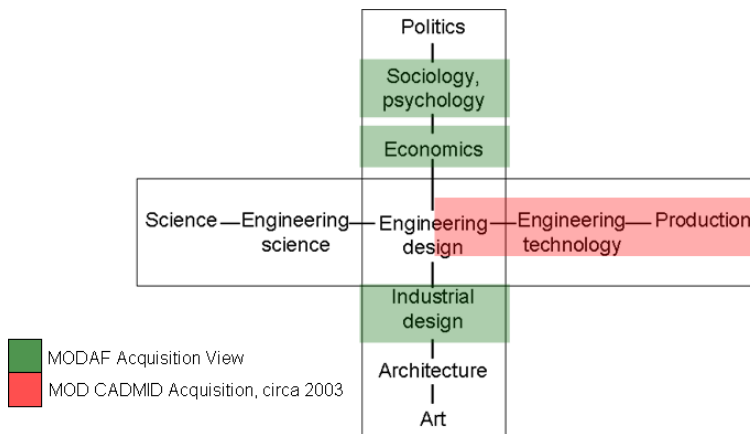 Politics
Sociology,
psychology
Economics
Science
Engineering
science
Engineering
design
Engineering
technology
Production
Industrial
design
Architecture
Art
MODAF Acquisition View
MOD CADMID Acquisition, circa 2003